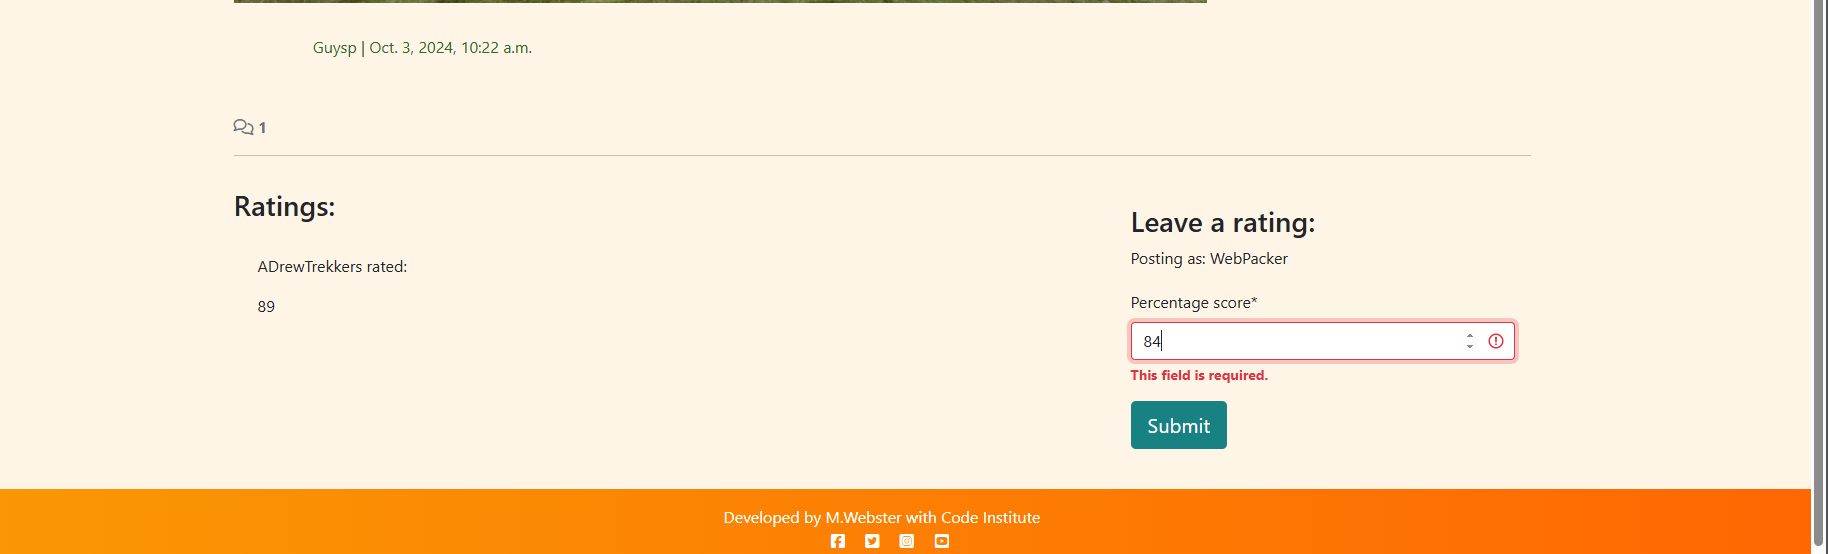 Guysp | Oct. 3, 2024, 10:22 a.m.
1
Ratings:
ADrewTrekkers rated:
89
Leave a rating:
Posting as: WebPacker
Percentage score*
84
This field is required.
Submit
Developed by M.Webster with Code Institute